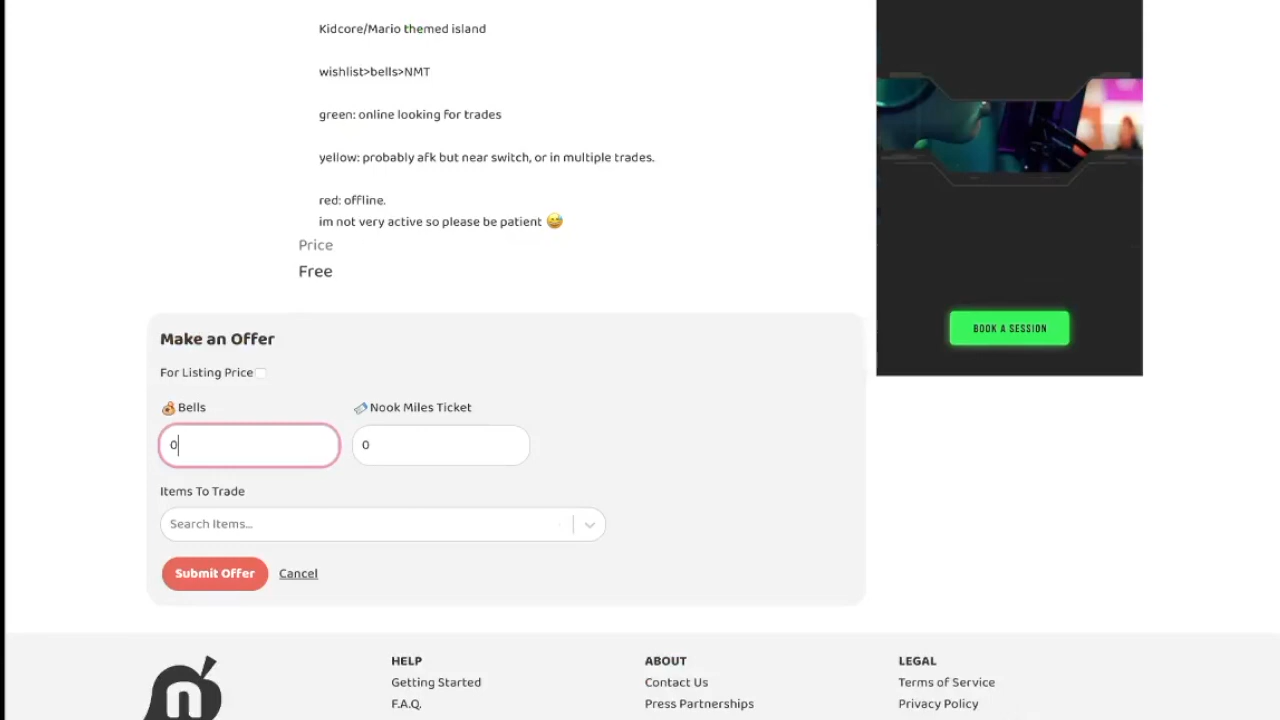 Kidcore/Mario themed island
wishlist>bells>NMT
green: online looking for trades
yellow: probably afk but near switch, or in multiple trades.
red: offline.
im not very active so please be patient 😅
Price
Free
BOOK A SESSION
Make an Offer
For Listing Price
Bells
Nook Miles Ticket
0
0
Items To Trade
Search Items...
Submit Offer
Cancel
n
HELP
Getting Started
F.A.Q.
ABOUT
Contact Us
Press Partnerships
LEGAL
Terms of Service
Privacy Policy